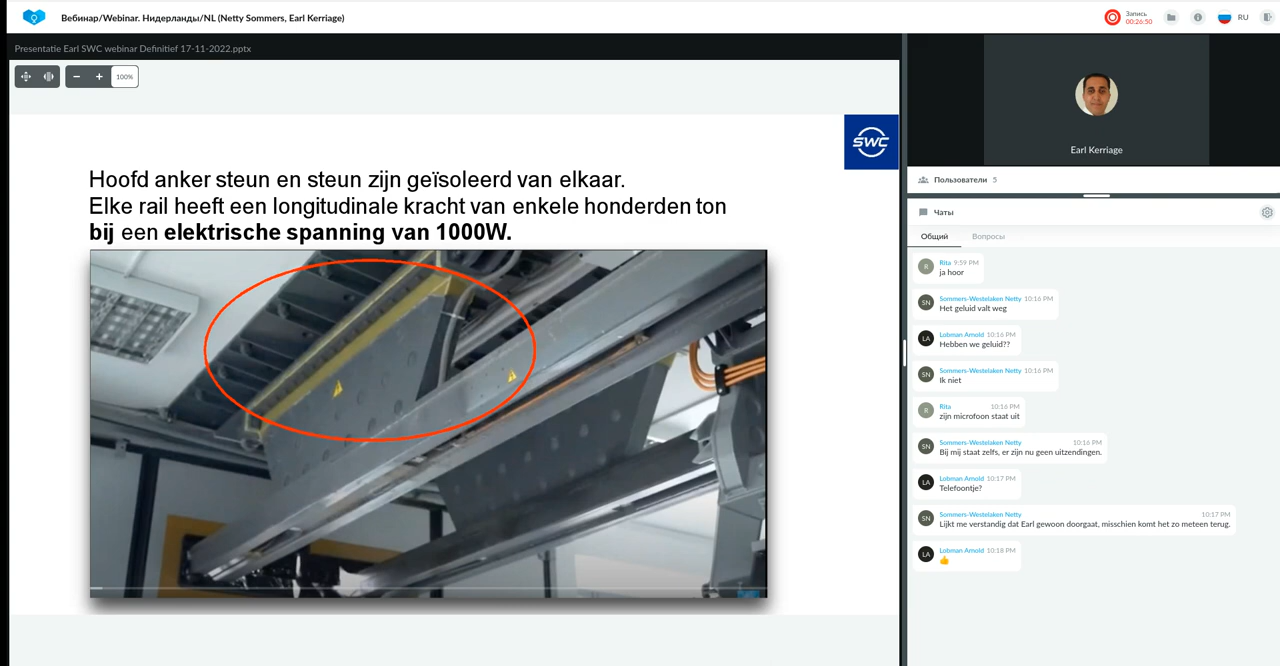 Вебинар/Webinar. Нидерланды/NL (Netty Sommers, Earl Kerriage)
Запись
00:26:50
RU
Presentatie Earl SWC webinar Definitief 17-11-2022.pptx
100%
SWC
Hoofd anker steun en steun zijn geïsoleerd van elkaar.
Elke rail heeft een longitudinale kracht van enkele honderden ton
bij een elektrische spanning van 1000W.
Earl Kerriage
Пользователи 5
Чаты
Общий Вопросы
R
Rita 9:59 PM
ja hoor
SN
Sommers-Westelaken Netty 10:16 PM
Het geluid valt weg
LA
Lobman Arnold 10:16 PM
Hebben we geluid??
SN
Sommers-Westelaken Netty 10:16 PM
Ik niet
R
Rita 10:16 PM
zijn microfoon staat uit
SN
Sommers-Westelaken Netty 10:16 PM
Bij mij staat zelfs, er zijn nu geen uitzendingen.
LA
Lobman Arnold 10:17 PM
Telefoontje?
SN
Sommers-Westelaken Netty 10:17 PM
Lijkt me verstandig dat Earl gewoon doorgaat, misschien komt het zo meteen terug.
LA
Lobman Arnold 10:18 PM
👍